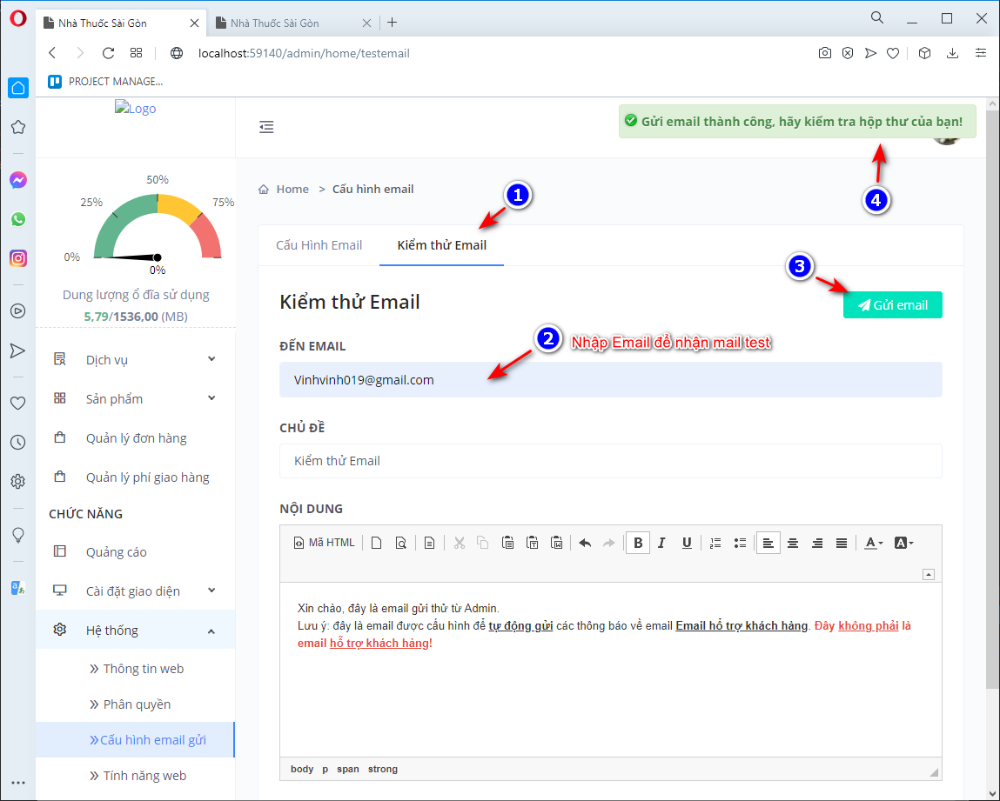 Nhà Thuốc Sài Gòn
Nhà Thuốc Sài Gòn
localhost:59140/admin/home/testemail
PROJECT MANAGE...
Logo
Gửi email thành công, hãy kiểm tra hộp thư của bạn!
4
50%
25%
75%
0%
0%
Dung lượng ổ đĩa sử dụng
5,79/1536,00 (MB)
Dịch vụ
Sản phẩm
Quản lý đơn hàng
Quản lý phí giao hàng
CHỨC NĂNG
Quảng cáo
Cài đặt giao diện
Hệ thống
Thông tin web
Phân quyền
Cấu hình email gửi
Tính năng web
Home > Cấu hình email
1
Cấu Hình Email
Kiểm thử Email
3
Kiểm thử Email
Gửi email
ĐẾN EMAIL
2 Nhập Email để nhận mail test
Vinhvinh019@gmail.com
CHỦ ĐỀ
Kiểm thử Email
NỘI DUNG
Mã HTML B I U A A
Xin chào, đây là email gửi thử từ Admin.
Lưu ý: đây là email được cấu hình để tự động gửi các thông báo về email Email hổ trợ khách hàng. Đây không phải là
email hỗ trợ khách hàng!
body p span strong